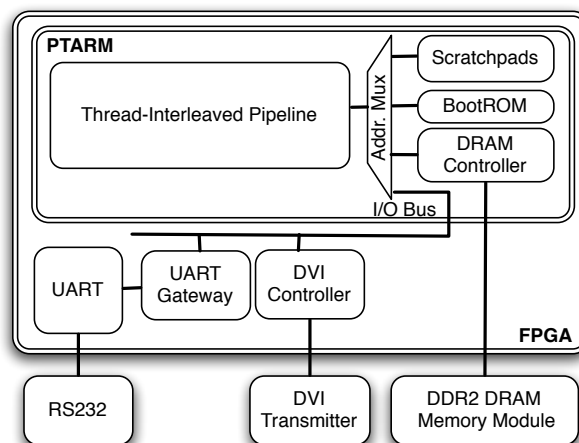 PTARM
Thread-Interleaved Pipeline
Addr. Mux
Scratchpads
BootROM
DRAM
Controller
I/O Bus
UART
UART
Gateway
DVI
Controller
FPGA
RS232
DVI
Transmitter
DDR2 DRAM
Memory Module